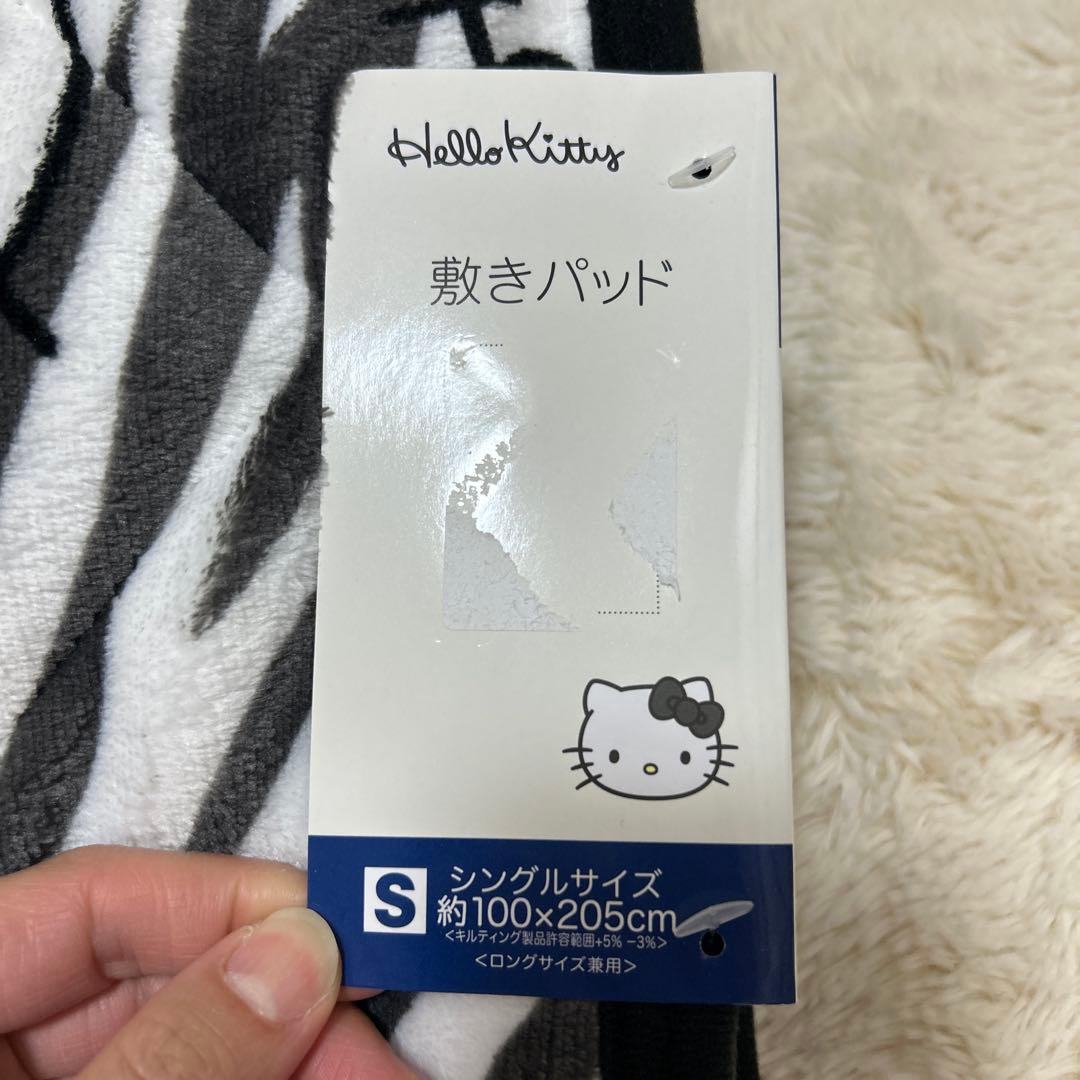 Hello Kitty
敷きパッド
S シングルサイズ
約100×205cm
<キルティング製品許容範囲+5% −3%>
<ロングサイズ兼用>